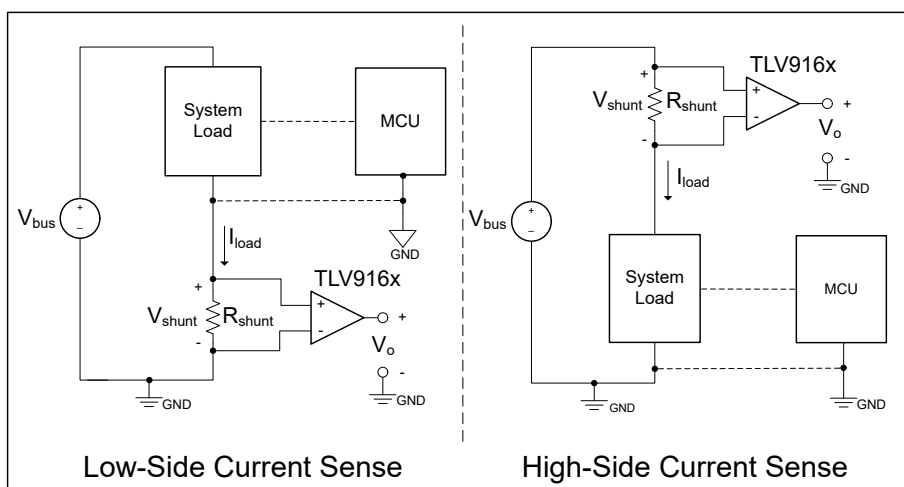 System
Load
MCU
V_bus
+
−
GND
I_load
TLV916x
+
V_shunt
R_shunt
-
+
-
+
V_o
-
GND
GND
Low-Side Current Sense
TLV916x
+
V_shunt
R_shunt
-
+
-
+
V_o
-
GND
I_load
V_bus
+
−
System
Load
MCU
GND
GND
High-Side Current Sense